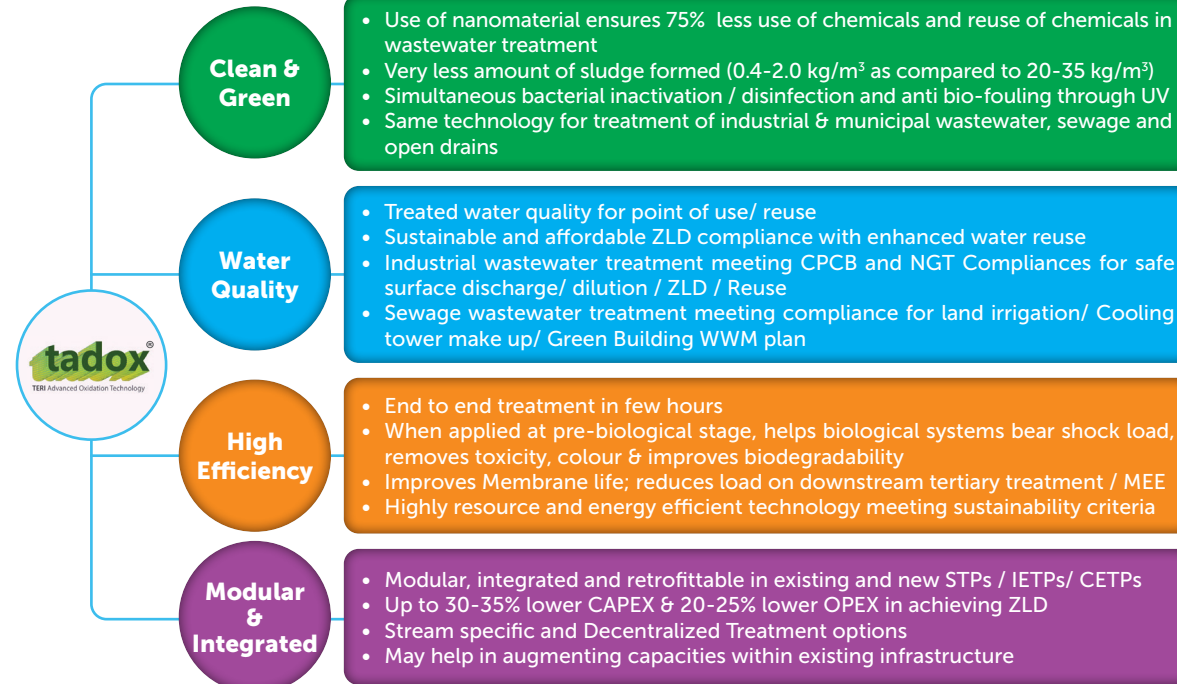 tadox®
TERI Advanced Oxidation Technology
Clean &
Green
• Use of nanomaterial ensures 75% less use of chemicals and reuse of chemicals in
wastewater treatment
• Very less amount of sludge formed (0.4-2.0 kg/m³ as compared to 20-35 kg/m³)
• Simultaneous bacterial inactivation / disinfection and anti bio-fouling through UV
• Same technology for treatment of industrial & municipal wastewater, sewage and
open drains
Water
Quality
• Treated water quality for point of use/ reuse
• Sustainable and affordable ZLD compliance with enhanced water reuse
• Industrial wastewater treatment meeting CPCB and NGT Compliances for safe
surface discharge/ dilution / ZLD / Reuse
• Sewage wastewater treatment meeting compliance for land irrigation/ Cooling
tower make up/ Green Building WWM plan
High
Efficiency
• End to end treatment in few hours
• When applied at pre-biological stage, helps biological systems bear shock load,
removes toxicity, colour & improves biodegradability
• Improves Membrane life; reduces load on downstream tertiary treatment / MEE
• Highly resource and energy efficient technology meeting sustainability criteria
Modular
&
Integrated
• Modular, integrated and retrofittable in existing and new STPs / IETPs/ CETPs
• Up to 30-35% lower CAPEX & 20-25% lower OPEX in achieving ZLD
• Stream specific and Decentralized Treatment options
• May help in augmenting capacities within existing infrastructure